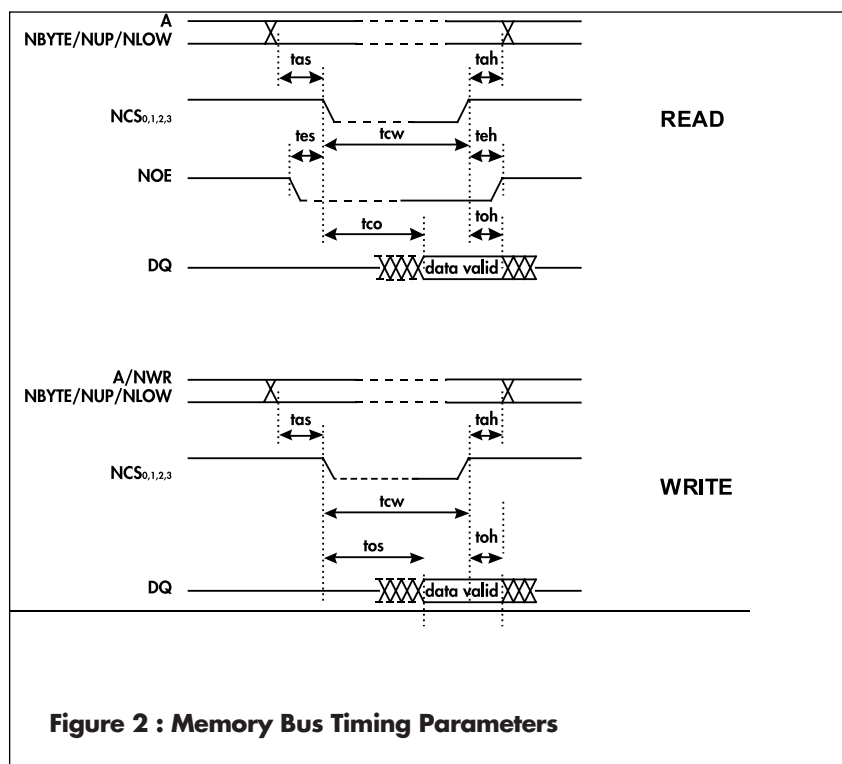 A
NBYTE/NUP/NLOW
tas
tah
NCS0,1,2,3
READ
tes
tcw
teh
NOE
tco
toh
DQ
data valid
A/NWR
NBYTE/NUP/NLOW
tas
tah
NCS0,1,2,3
WRITE
tcw
tos
toh
DQ
data valid
Figure 2 : Memory Bus Timing Parameters